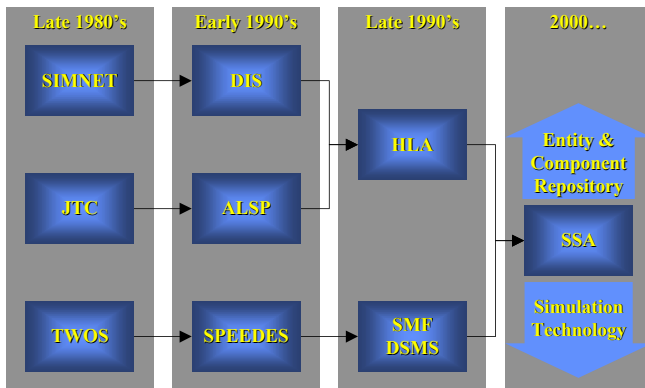 Late 1980's
Early 1990's
Late 1990's
2000…
SIMNET
DIS
HLA
Entity &
Component
Repository
JTC
ALSP
SSA
TWOS
SPEEDES
SMF
DSMS
Simulation
Technology